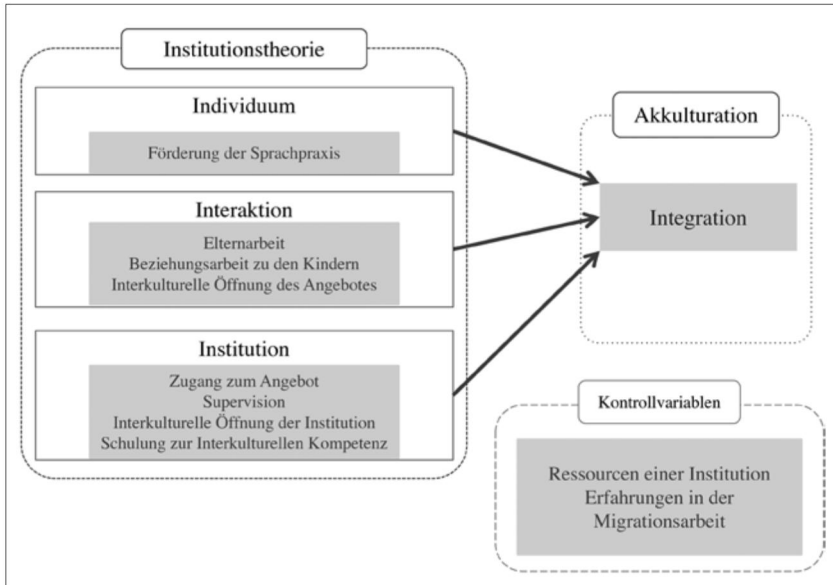 Institutionstheorie
Individuum
Förderung der Sprachpraxis
Interaktion
Elternarbeit
Beziehungsarbeit zu den Kindern
Interkulturelle Öffnung des Angebotes
Institution
Zugang zum Angebot
Supervision
Interkulturelle Öffnung der Institution
Schulung zur Interkulturellen Kompetenz
Akkulturation
Integration
Kontrollvariablen
Ressourcen einer Institution
Erfahrungen in der
Migrationsarbeit